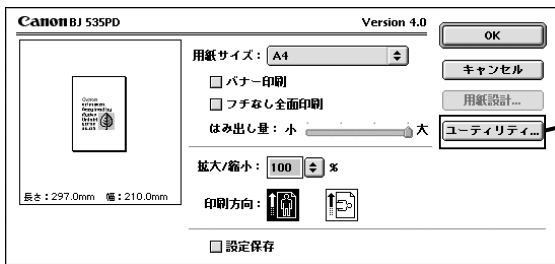 Canon BJ 535PD
Version 4.0
用紙サイズ： A4
バナー印刷
フチなし全面印刷
はみ出し量： 小 大
拡大/縮小： 100 %
印刷方向：
長さ：297.0mm 幅：210.0mm
設定保存
OK
キャンセル
用紙設計...
ユーティリティ...